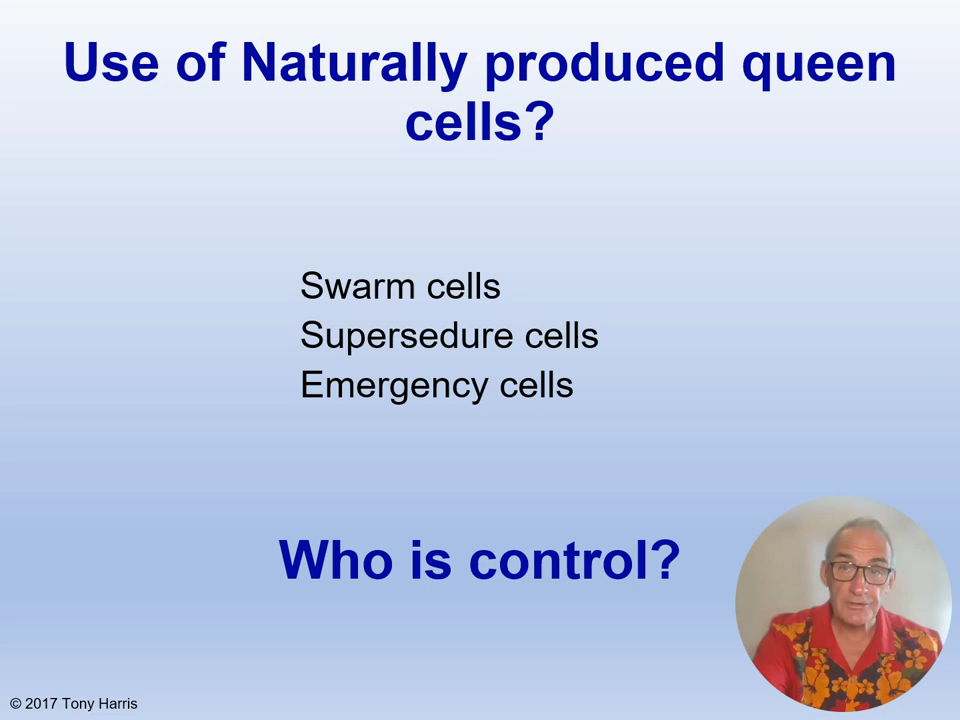 Use of Naturally produced queen
cells?
Swarm cells
Supersedure cells
Emergency cells
Who is control?
© 2017 Tony Harris